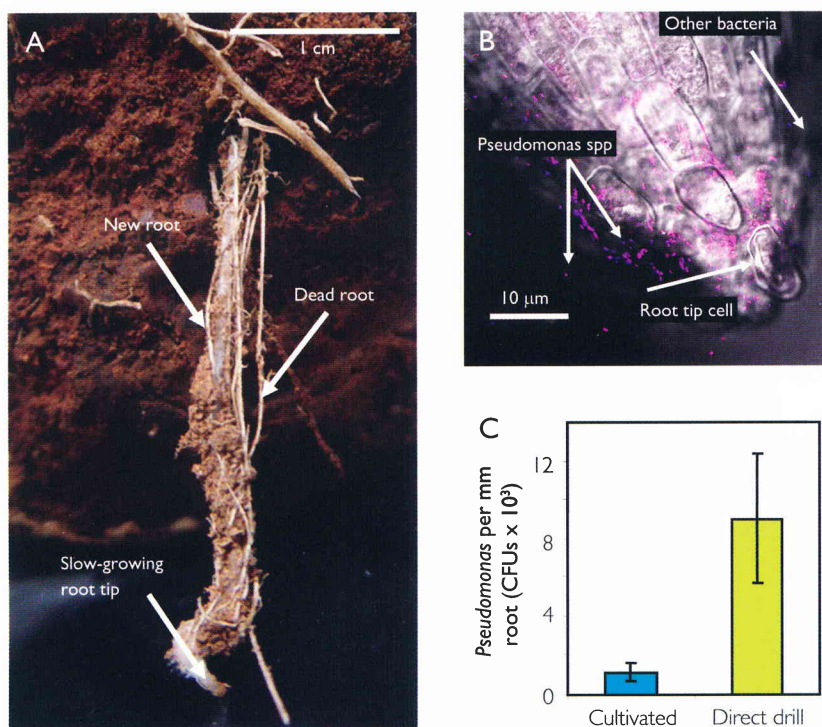 A
1 cm
New root
Dead root
Slow-growing
root tip
B
Other bacteria
Pseudomonas spp
10 µm
Root tip cell
C
Pseudomonas per mm
root (CFUs x 10³)
12
8
4
0
Cultivated
Direct drill